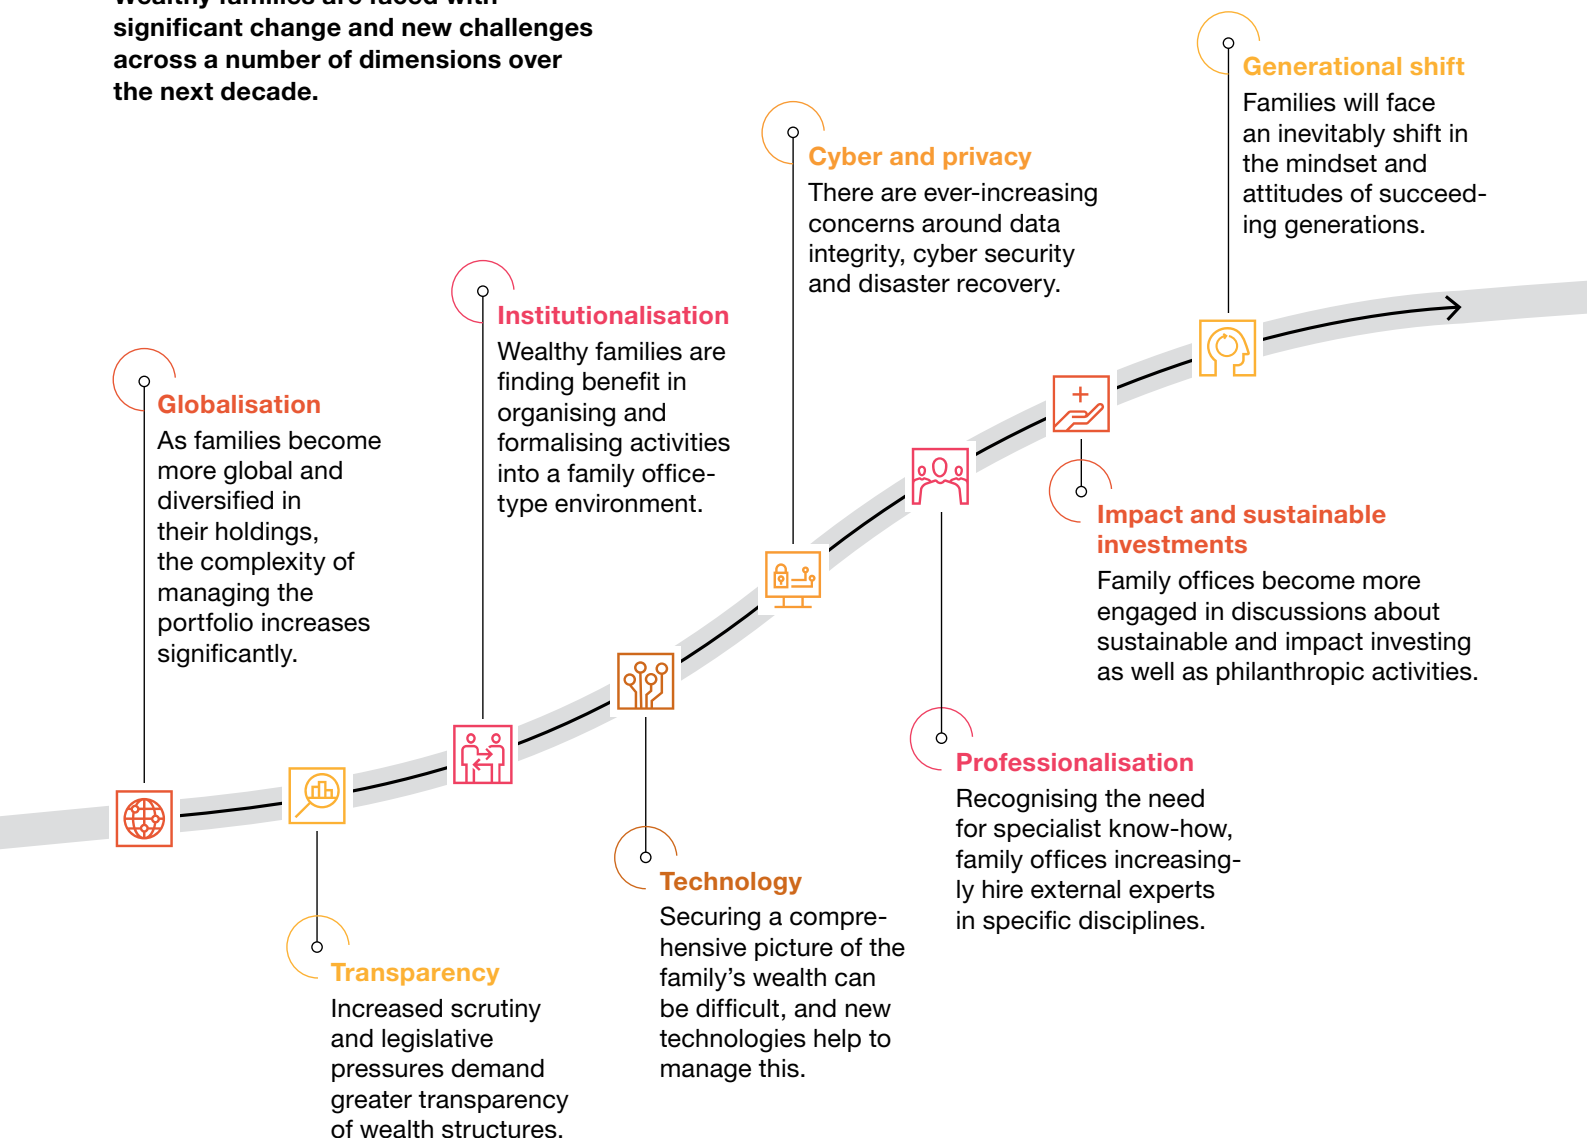 Wealthy families are faced with
significant change and new challenges
across a number of dimensions over
the next decade.
Globalisation
As families become
more global and
diversified in
their holdings,
the complexity of
managing the
portfolio increases
significantly.
Transparency
Increased scrutiny
and legislative
pressures demand
greater transparency
of wealth structures.
Institutionalisation
Wealthy families are
finding benefit in
organising and
formalising activities
into a family office-
type environment.
Technology
Securing a compre-
hensive picture of the
family’s wealth can
be difficult, and new
technologies help to
manage this.
Cyber and privacy
There are ever-increasing
concerns around data
integrity, cyber security
and disaster recovery.
Professionalisation
Recognising the need
for specialist know-how,
family offices increasing-
ly hire external experts
in specific disciplines.
Impact and sustainable
investments
Family offices become more
engaged in discussions about
sustainable and impact investing
as well as philanthropic activities.
Generational shift
Families will face
an inevitably shift in
the mindset and
attitudes of succeed-
ing generations.